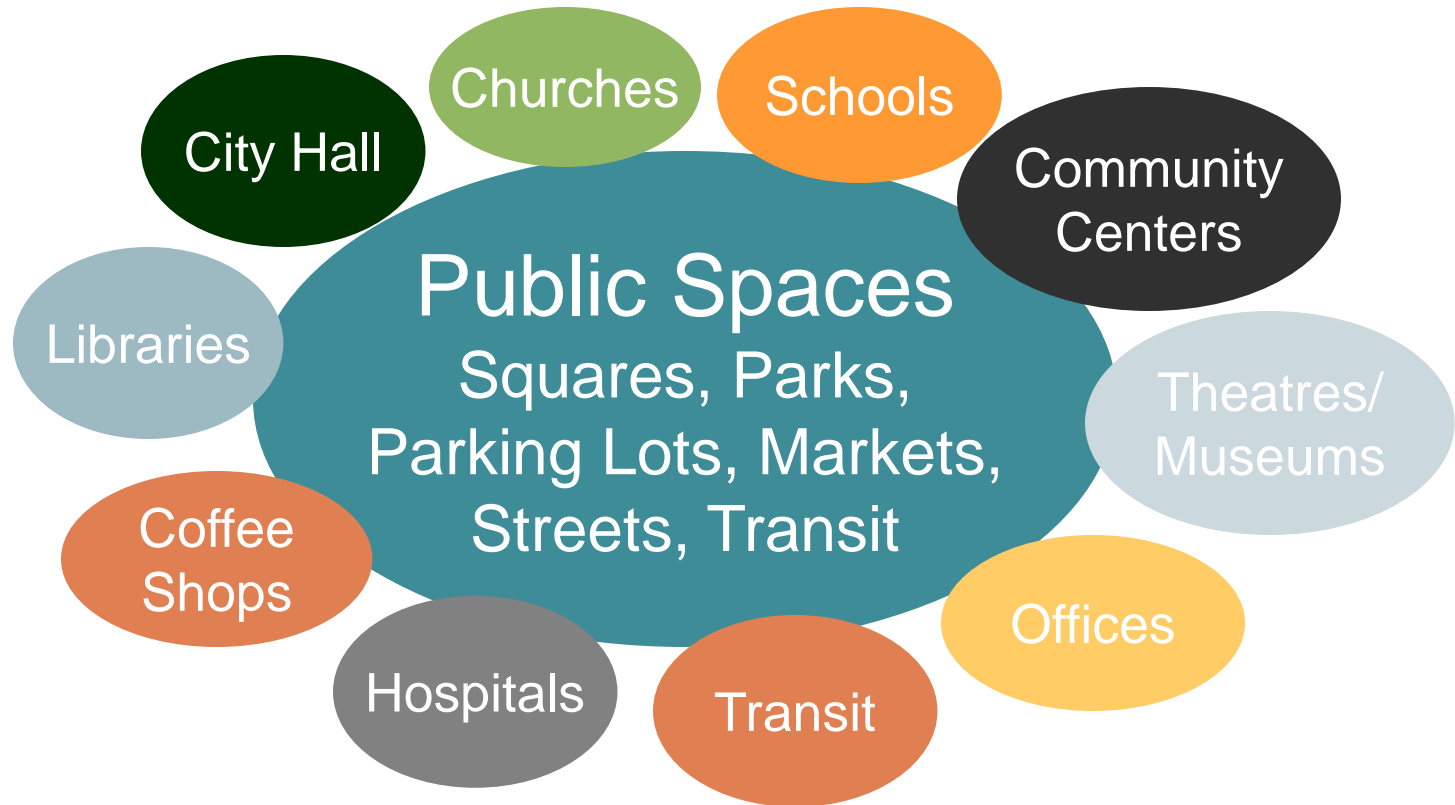 Churches
Schools
City Hall
Community
Centers
Public Spaces
Squares, Parks,
Parking Lots, Markets,
Streets, Transit
Libraries
Theatres/
Museums
Coffee
Shops
Offices
Hospitals
Transit